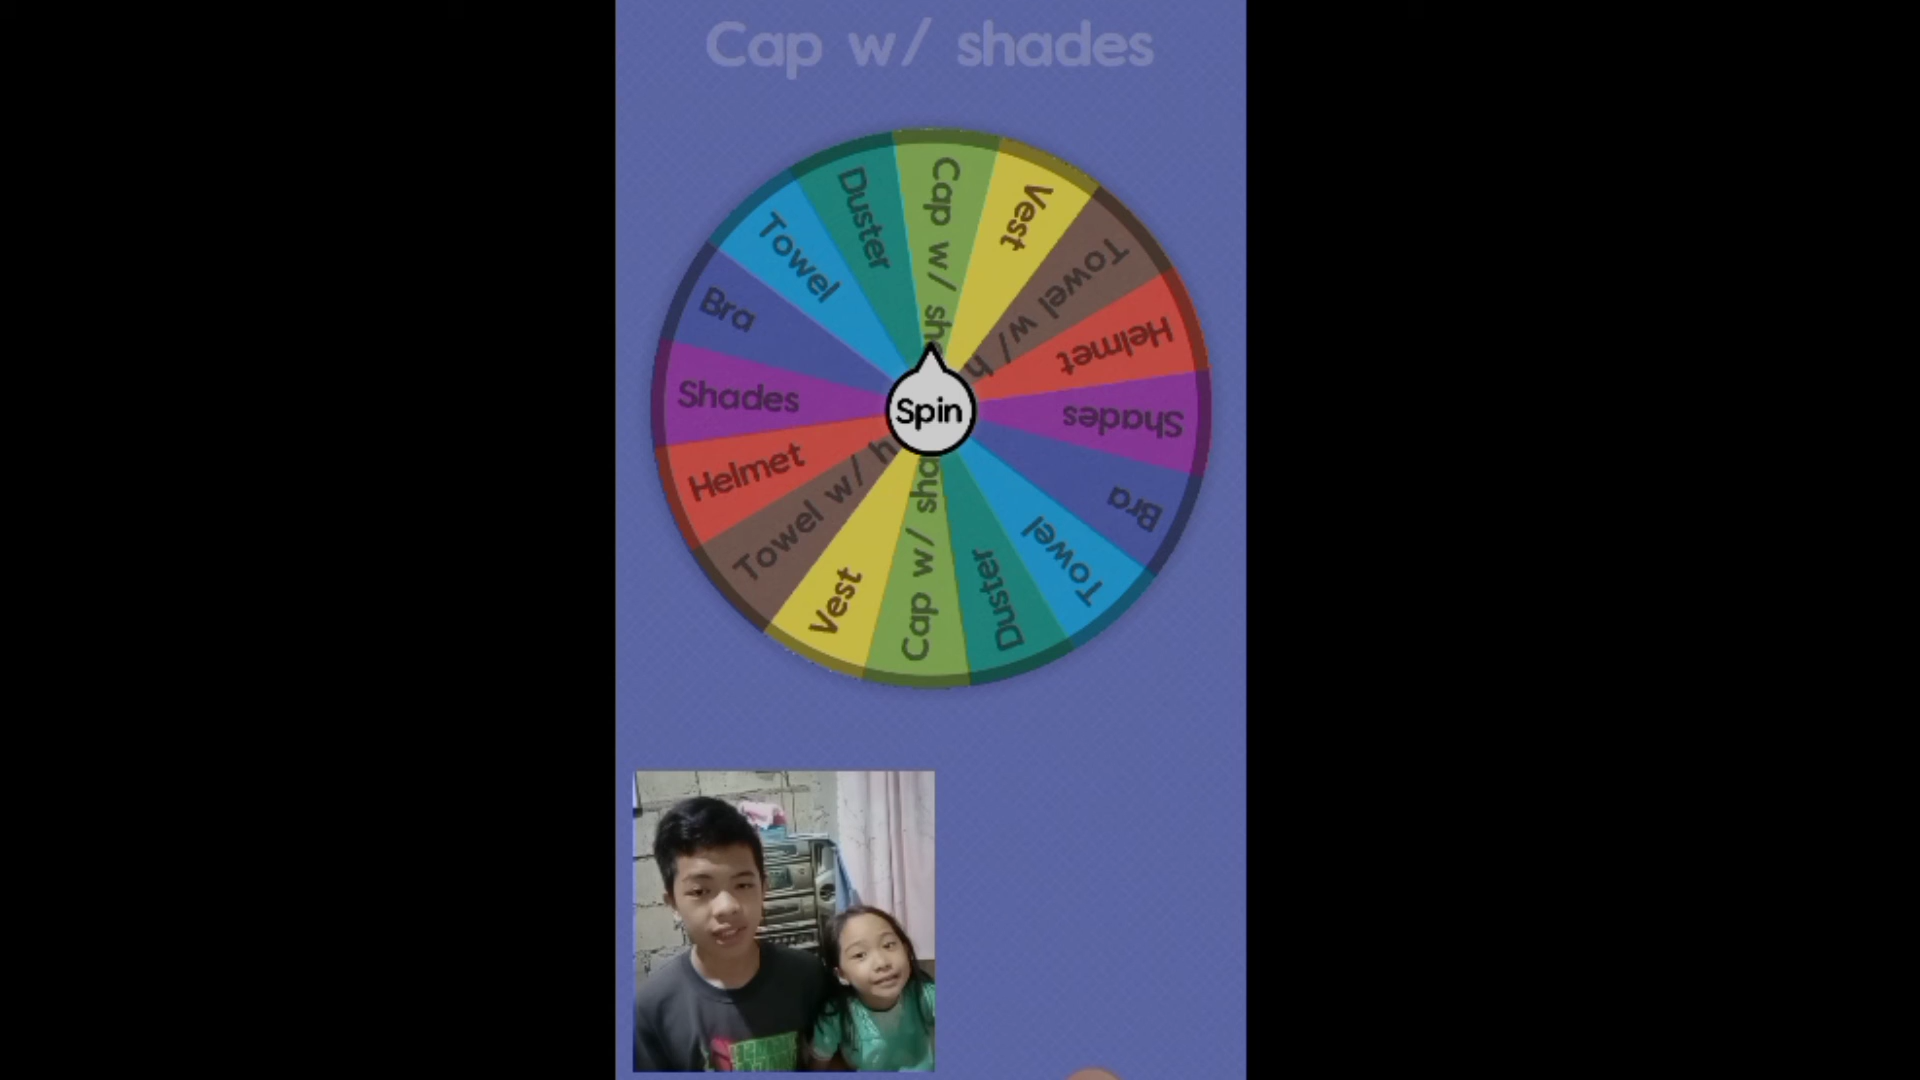 Cap w/ shades
Cap w/ sh
Vest
Towel w/ h
Helmet
Shades
Bra
Towel
Duster
Cap w/ sha
Vest
Towel w/ h
Helmet
Shades
Bra
Towel
Duster
Spin